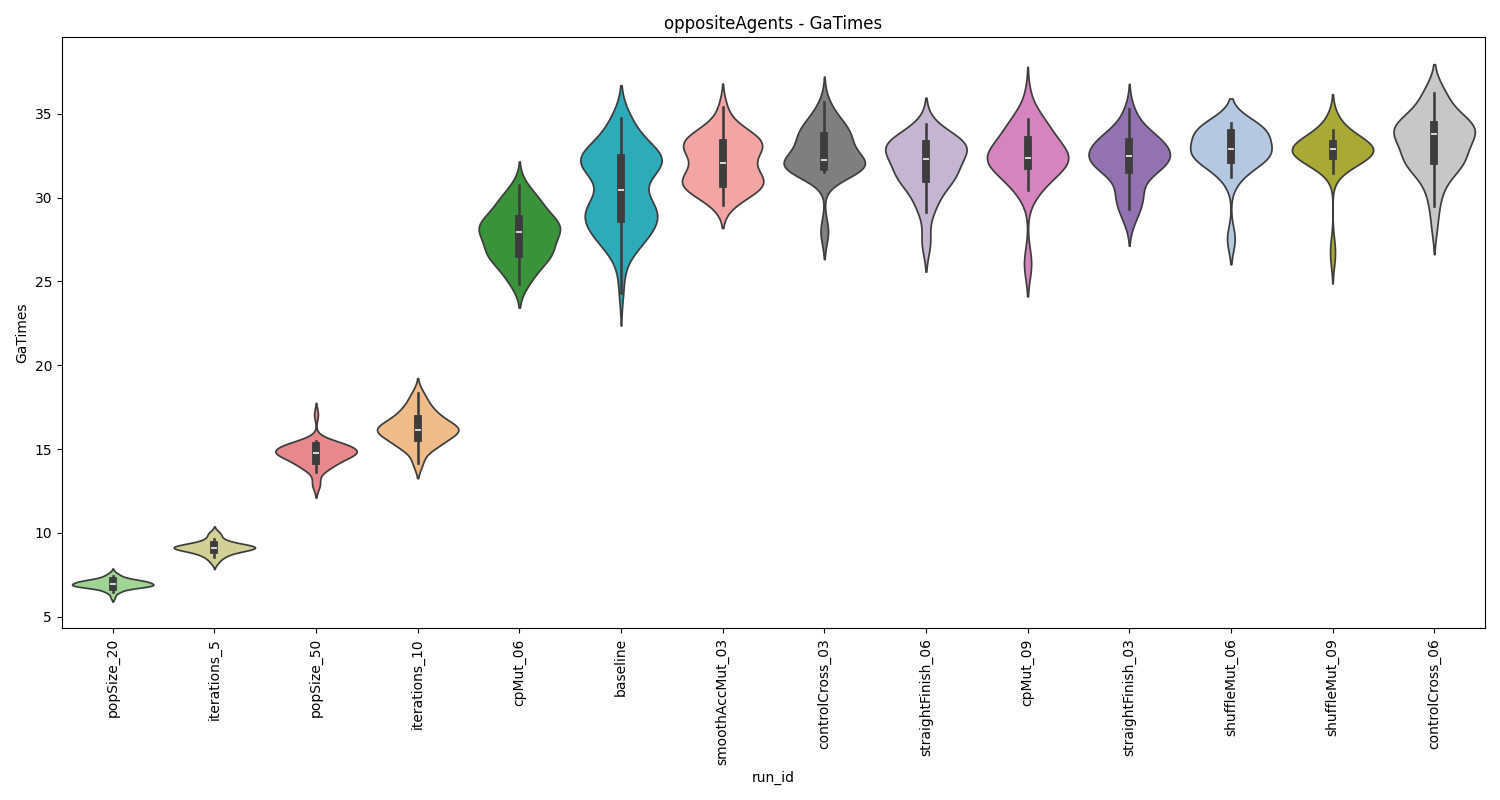 oppositeAgents - GaTimes
GaTimes
35
30
25
20
15
10
5
popSize_20
iterations_5
popSize_50
iterations_10
cpMut_06
baseline
smoothAccMut_03
controlCross_03
straightFinish_06
cpMut_09
straightFinish_03
shuffleMut_06
shuffleMut_09
controlCross_06
run_id